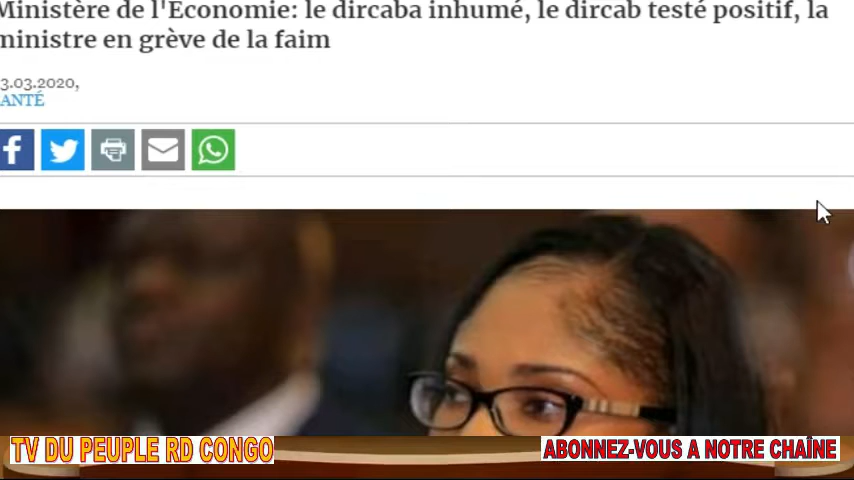 Ministère de l'Economie: le dircaba inhumé, le dircab testé positif, la
ministre en grève de la faim
3.03.2020,
ANTÉ
TV DU PEUPLE RD CONGO
ABONNEZ-VOUS A NOTRE CHAÎNE